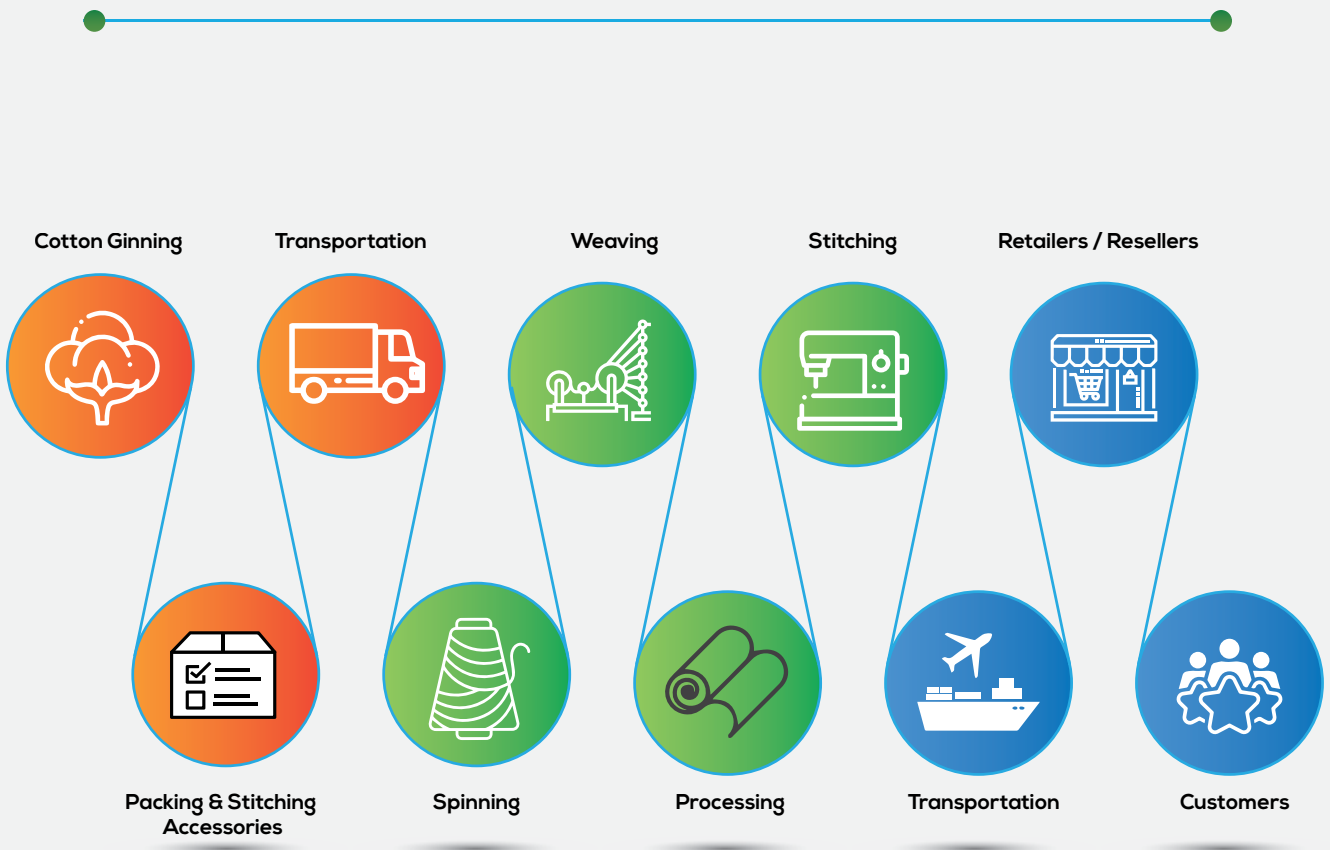 Cotton Ginning
Transportation
Weaving
Stitching
Retailers / Resellers
Packing & Stitching
Accessories
Spinning
Processing
Transportation
Customers